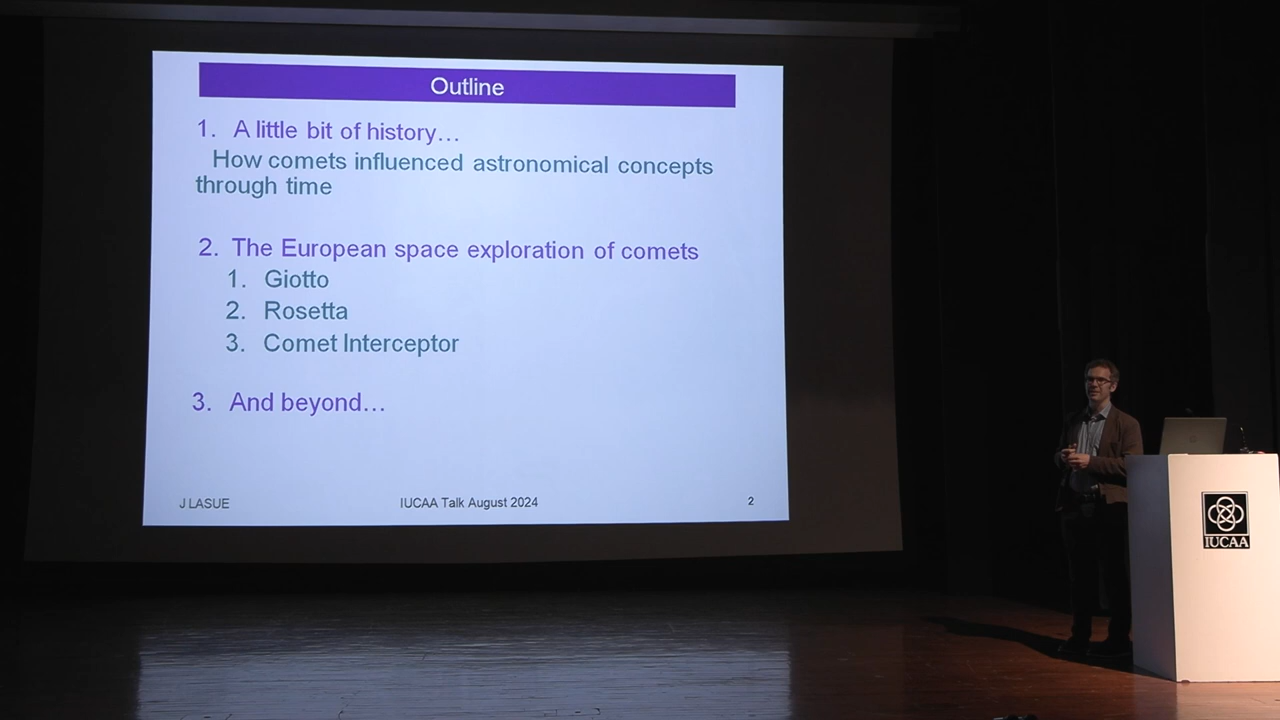 Outline
1. A little bit of history…
How comets influenced astronomical concepts
through time
2. The European space exploration of comets
1. Giotto
2. Rosetta
3. Comet Interceptor
3. And beyond…
J LASUE
IUCAA Talk August 2024
2
IUCAA